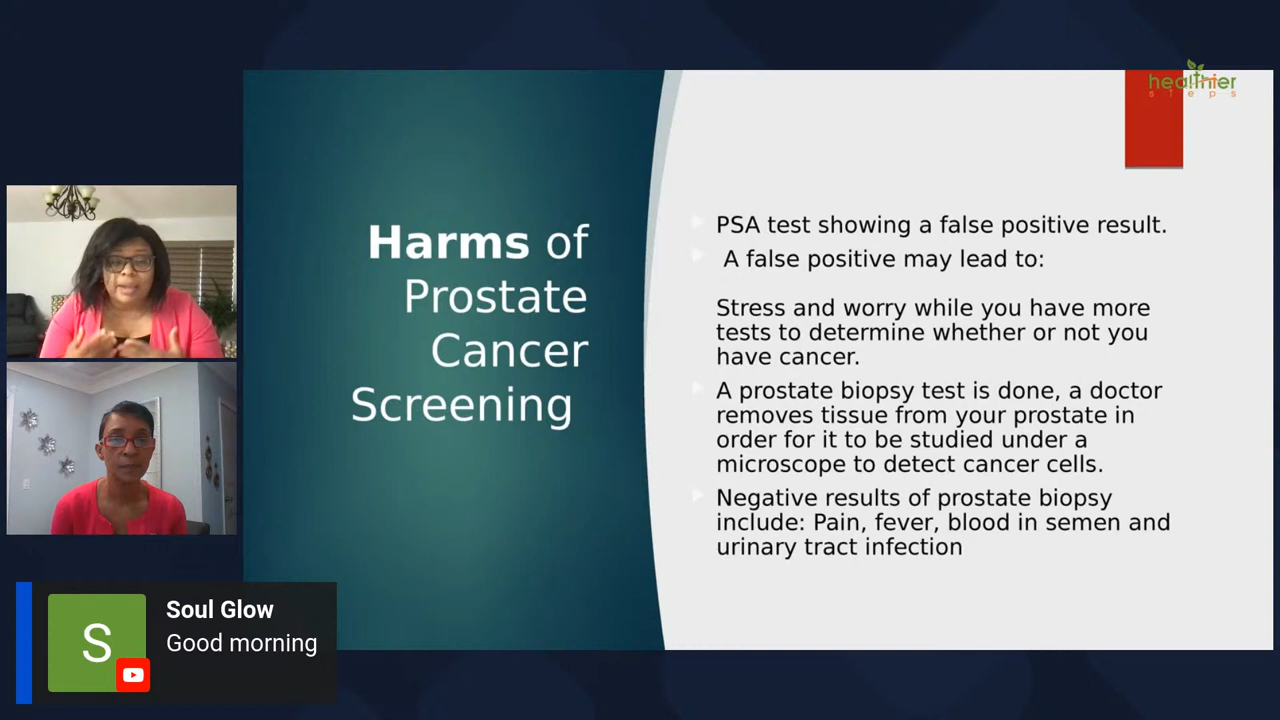 healthier
steps
Harms of
Prostate
Cancer
Screening
PSA test showing a false positive result.
A false positive may lead to:
Stress and worry while you have more
tests to determine whether or not you
have cancer.
A prostate biopsy test is done, a doctor
removes tissue from your prostate in
order for it to be studied under a
microscope to detect cancer cells.
Negative results of prostate biopsy
include: Pain, fever, blood in semen and
urinary tract infection
S
Soul Glow
Good morning